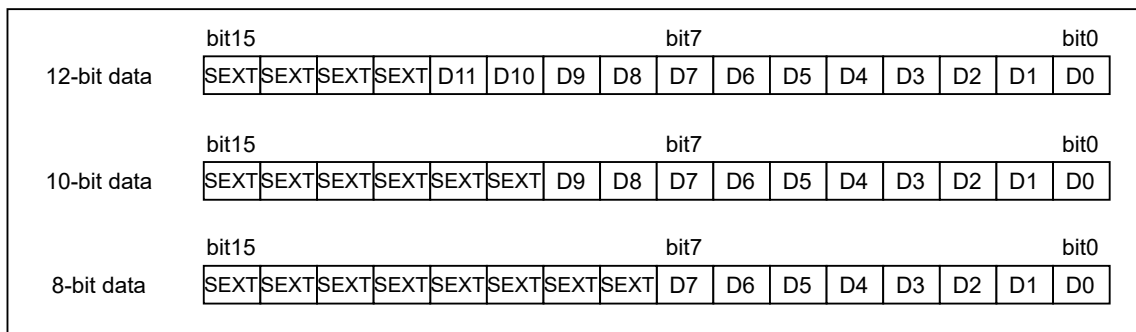 bit15 bit7 bit0
12-bit data SEXT SEXT SEXT SEXT D11 D10 D9 D8 D7 D6 D5 D4 D3 D2 D1 D0
bit15 bit7 bit0
10-bit data SEXT SEXT SEXT SEXT SEXT SEXT D9 D8 D7 D6 D5 D4 D3 D2 D1 D0
bit15 bit7 bit0
8-bit data SEXT SEXT SEXT SEXT SEXT SEXT SEXT SEXT D7 D6 D5 D4 D3 D2 D1 D0